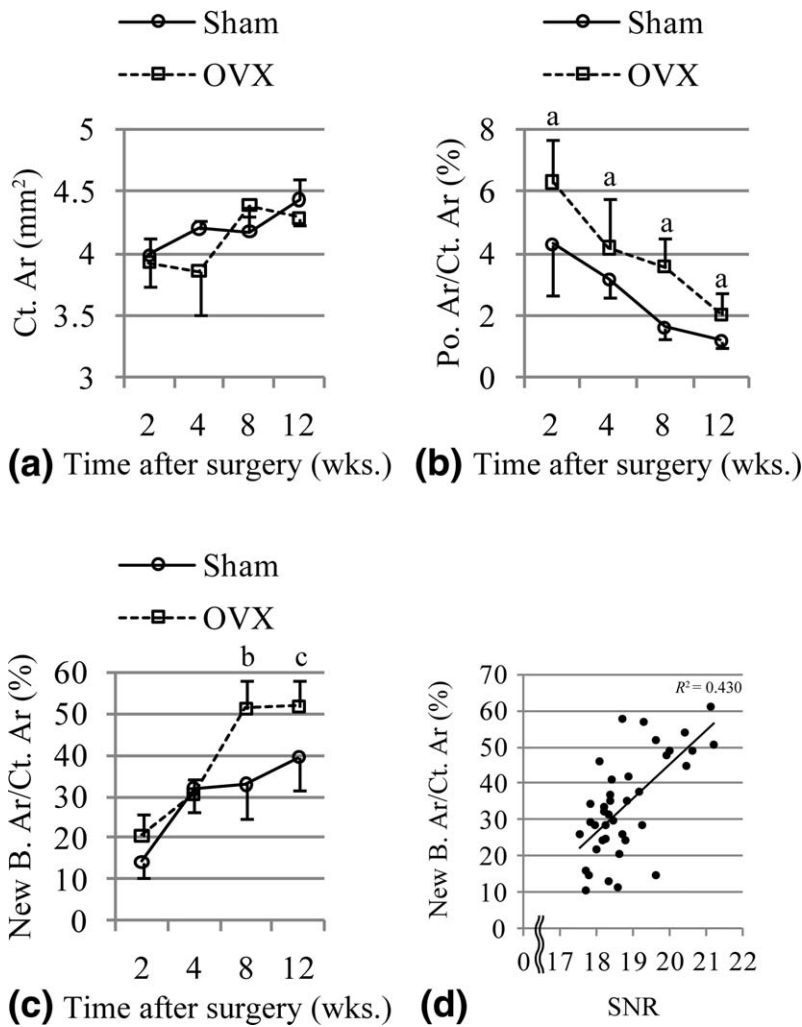 Sham
OVX
Ct. Ar (mm²)
5
4.5
4
3.5
3
2 4 8 12
(a) Time after surgery (wks.)
Sham
OVX
Po. Ar/Ct. Ar (%)
8
6
4
2
0
a
a
a
a
2 4 8 12
(b) Time after surgery (wks.)
Sham
OVX
New B. Ar/Ct. Ar (%)
60
50
40
30
20
10
0
b c
2 4 8 12
(c) Time after surgery (wks.)
New B. Ar/Ct. Ar (%)
70
60
50
40
30
20
10
0
R² = 0.430
0 17 18 19 20 21 22
(d) SNR